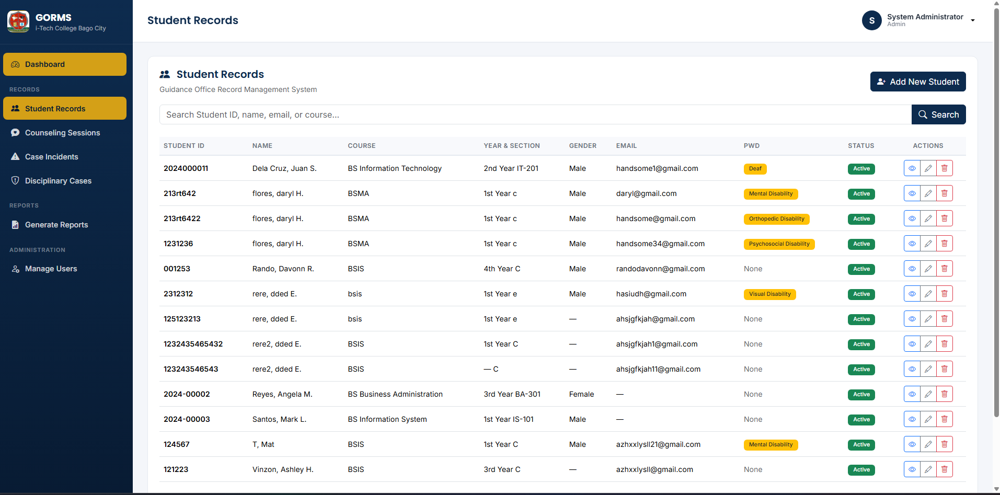 GORMS
i-Tech College Bago City
Dashboard
RECORDS
Student Records
Counseling Sessions
Case Incidents
Disciplinary Cases
REPORTS
Generate Reports
ADMINISTRATION
Manage Users
Student Records
S
System Administrator
Admin
Student Records
Guidance Office Record Management System
Add New Student
Search Student ID, name, email, or course...
Search
STUDENT ID NAME COURSE YEAR & SECTION GENDER EMAIL PWD STATUS ACTIONS
2024000011 Dela Cruz, Juan S. BS Information Technology 2nd Year IT-201 Male handsome1@gmail.com Deaf Active
213rt642 flores, daryl H. BSMA 1st Year c Male daryl@gmail.com Mental Disability Active
213rt6422 flores, daryl H. BSMA 1st Year c Male handsome@gmail.com Orthopedic Disability Active
1231236 flores, daryl H. BSMA 1st Year c Male handsome34@gmail.com Psychosocial Disability Active
001253 Rando, Davonn R. BSIS 4th Year C Male randodavonn@gmail.com None Active
2312312 rere, dded E. bsis 1st Year e Male hasiudh@gmail.com Visual Disability Active
125123213 rere, dded E. bsis 1st Year e — ahsjgfkjah@gmail.com None Active
1232435465432 rere2, dded E. BSIS 1st Year C — ahsjgfkjah1@gmail.com None Active
123243546543 rere2, dded E. BSIS — C — ahsjgfkjah11@gmail.com None Active
2024-00002 Reyes, Angela M. BS Business Administration 3rd Year BA-301 Female — None Active
2024-00003 Santos, Mark L. BS Information System 1st Year IS-101 Male — None Active
124567 T, Mat BSIS 1st Year C Male azhxxlysll21@gmail.com Mental Disability Active
121223 Vinzon, Ashley H. BSIS 3rd Year C — azhxxlysll@gmail.com None Active